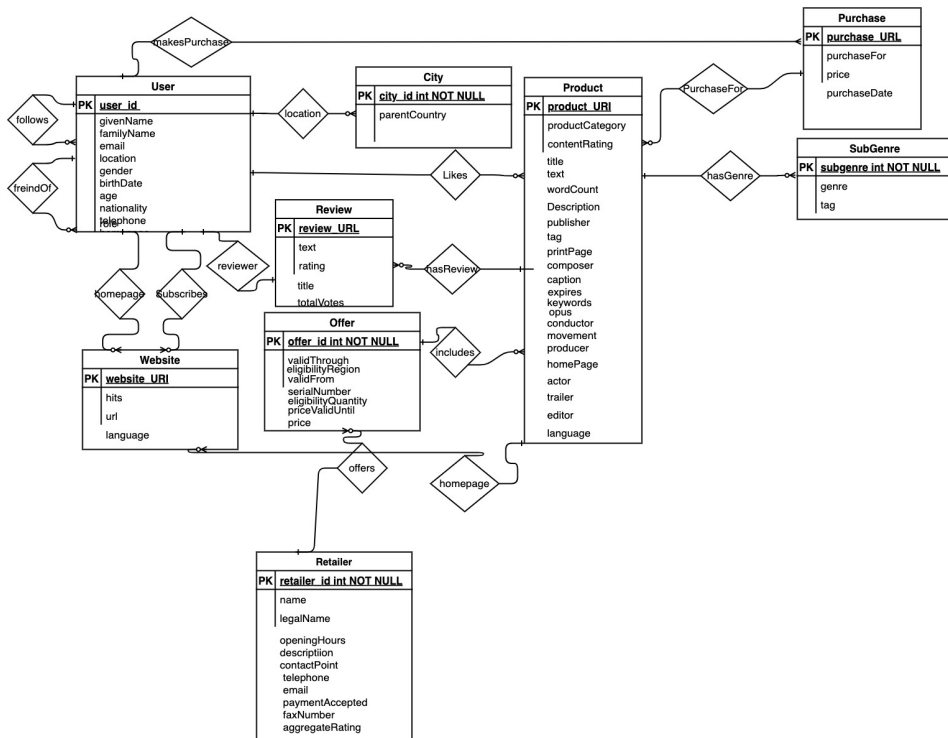 makesPurchase
Purchase
PK purchase_URL
purchaseFor
price
purchaseDate
User
PK user_id
givenName
familyName
email
location
gender
birthDate
age
nationality
telephone
follows
freindOf
location
City
PK city_id int NOT NULL
parentCountry
Product
PK product_URI
productCategory
contentRating
title
text
wordCount
Description
publisher
tag
printPage
composer
caption
expires
keywords
opus
conductor
movement
producer
homePage
actor
trailer
editor
language
PurchaseFor
SubGenre
PK subgenre int NOT NULL
genre
tag
hasGenre
Likes
Review
PK review_URL
text
rating
title
totalVotes
reviewer
hasReview
homepage
Subscribes
Offer
PK offer_id int NOT NULL
validThrough
eligibilityRegion
validFrom
serialNumber
eligibilityQuantity
priceValidUntil
price
includes
Website
PK website_URI
hits
url
language
offers
homepage
Retailer
PK retailer_id int NOT NULL
name
legalName
openingHours
descriptiion
contactPoint
telephone
email
paymentAccepted
faxNumber
aggregateRating